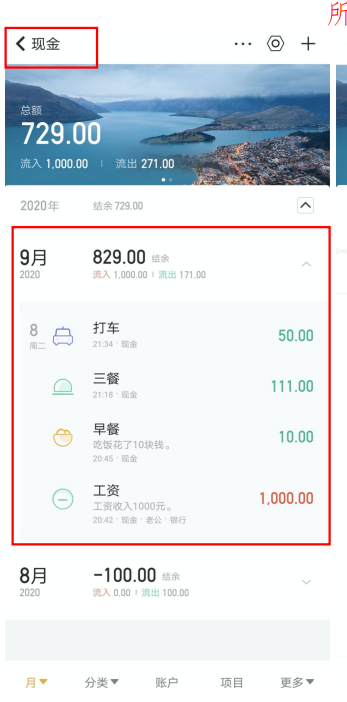 所
现金
总额
729.00
流入 1,000.00 | 流出 271.00
2020年 结余 729.00
9月 829.00 结余
2020 流入 1,000.00 | 流出 171.00
8 打车 50.00
周二 21:34 · 现金
三餐 111.00
21:18 · 现金
早餐 10.00
吃饭花了10块钱。
20:45 · 现金
工资 1,000.00
工资收入1000元。
20:42 · 现金 · 老公 · 银行
8月 -100.00 结余
2020 流入 0.00 | 流出 100.00
月▼ 分类▼ 账户 项目 更多▼